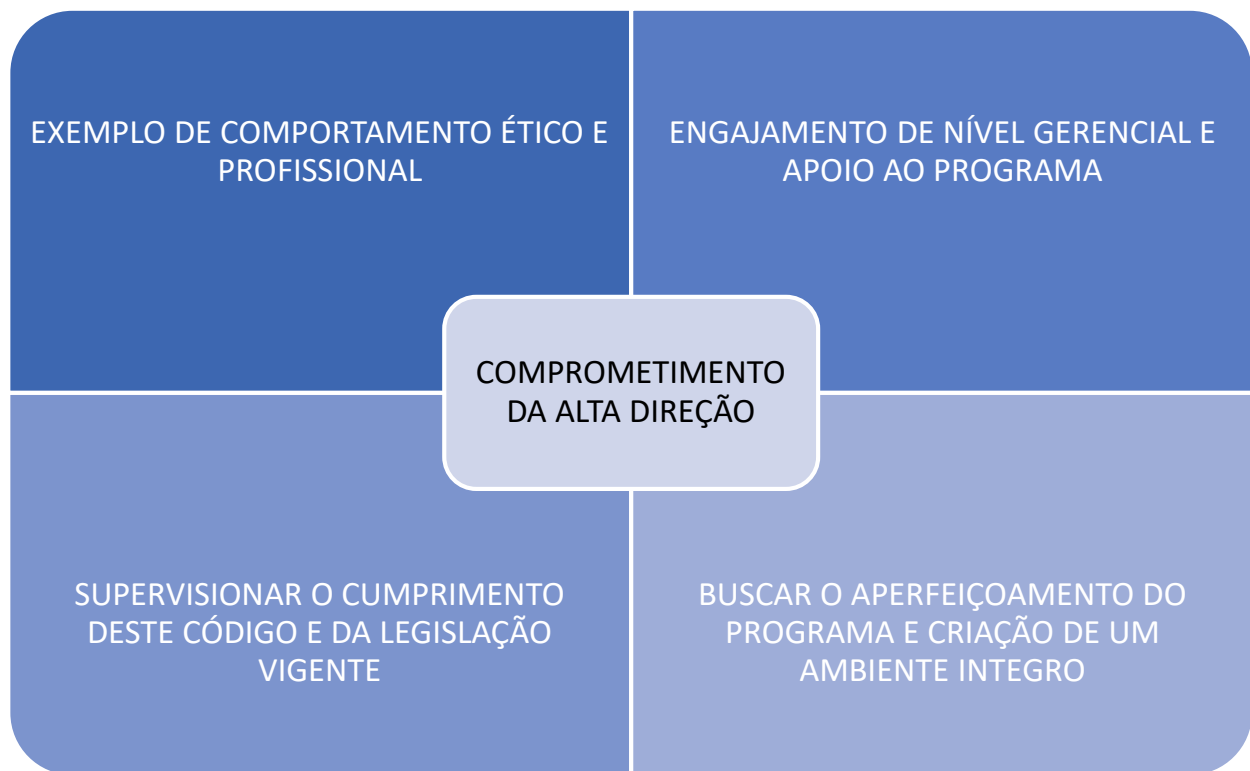 EXEMPLO DE COMPORTAMENTO ÉTICO E
PROFISSIONAL
ENGAJAMENTO DE NÍVEL GERENCIAL E
APOIO AO PROGRAMA
COMPROMETIMENTO
DA ALTA DIREÇÃO
SUPERVISIONAR O CUMPRIMENTO
DESTE CÓDIGO E DA LEGISLAÇÃO
VIGENTE
BUSCAR O APERFEIÇOAMENTO DO
PROGRAMA E CRIAÇÃO DE UM
AMBIENTE INTEGRO